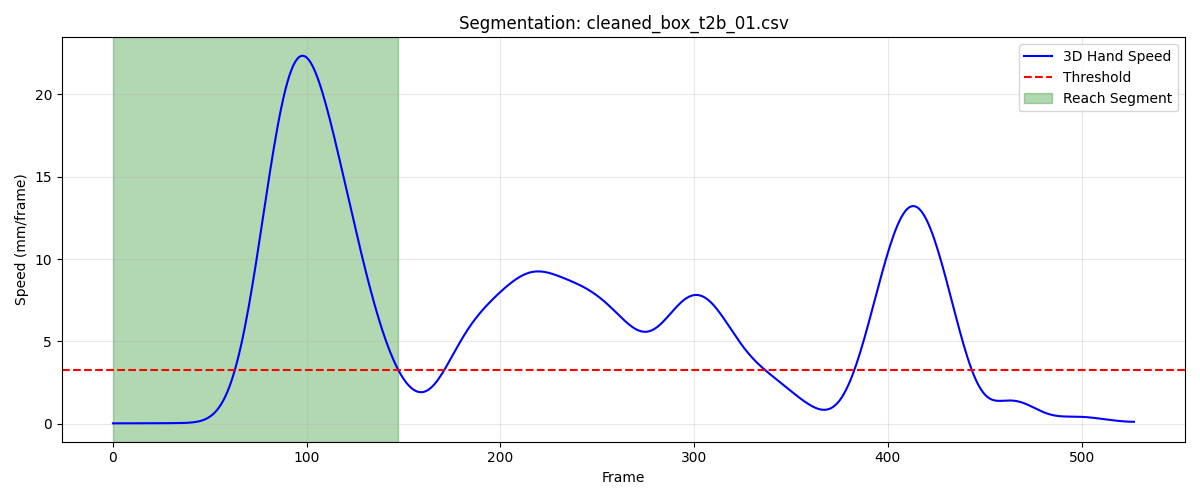 Segmentation: cleaned_box_t2b_01.csv
3D Hand Speed
Threshold
Reach Segment
Speed (mm/frame)
20
15
10
5
0
0 100 200 300 400 500
Frame